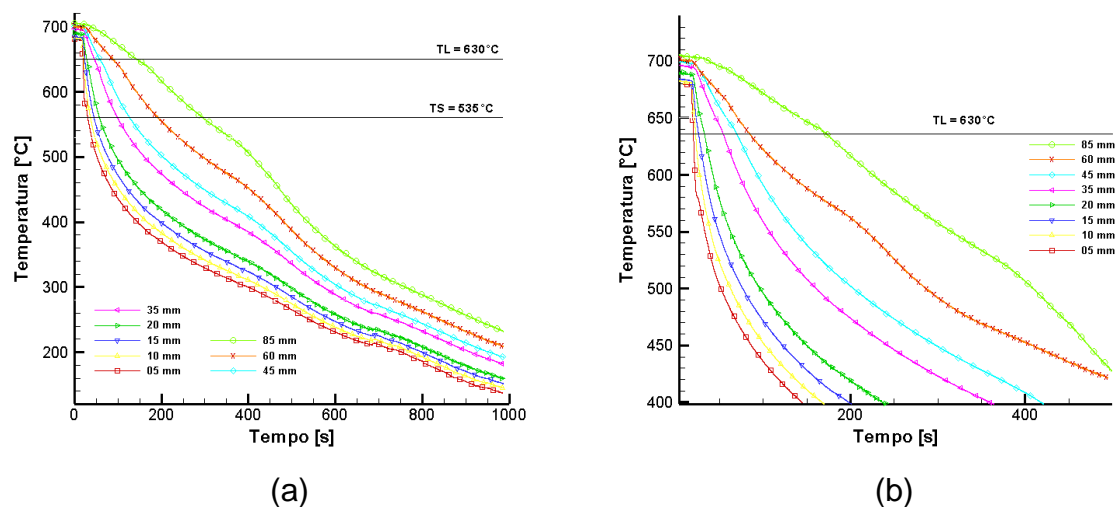 700
600
500
400
300
200
Temperatura [°C]
TL = 630°C
TS = 535°C
35 mm
20 mm
15 mm
10 mm
05 mm
85 mm
60 mm
45 mm
0 200 400 600 800 1000
Tempo [s]
(a)
700
650
600
550
500
450
400
Temperatura [°C]
TL = 630°C
85 mm
60 mm
45 mm
35 mm
20 mm
15 mm
10 mm
05 mm
200 400
Tempo [s]
(b)